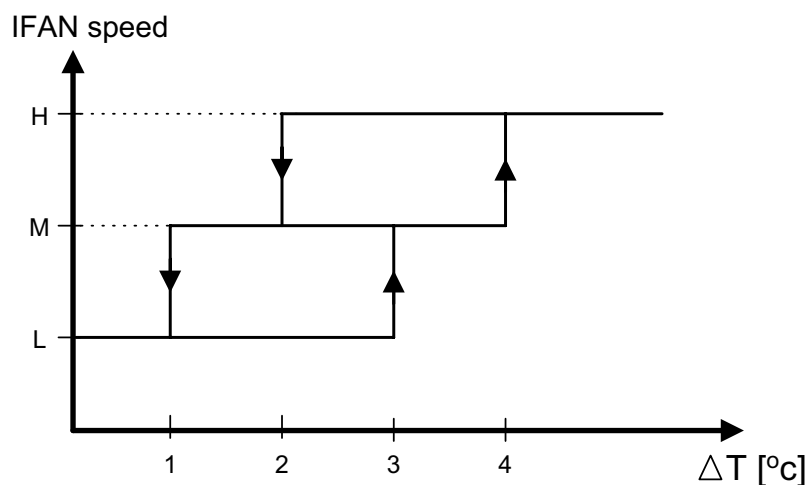 IFAN speed
H
M
L
1 2 3 4
△T [ºc]